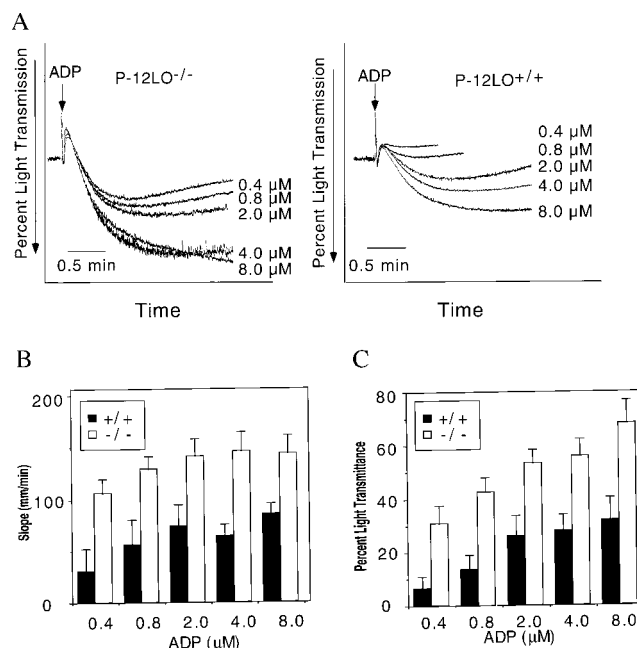 A
ADP
P-12LO-/-
Percent Light Transmission
0.4 µM
0.8 µM
2.0 µM
4.0 µM
8.0 µM
0.5 min
Time
ADP
P-12LO+/+
Percent Light Transmission
0.4 µM
0.8 µM
2.0 µM
4.0 µM
8.0 µM
0.5 min
Time
B
200
100
0
Slope (mm/min)
+/+
-/-
0.4 0.8 2.0 4.0 8.0
ADP (µM)
C
80
60
40
20
0
Percent Light Transmittance
+/+
-/-
0.4 0.8 2.0 4.0 8.0
ADP (µM)